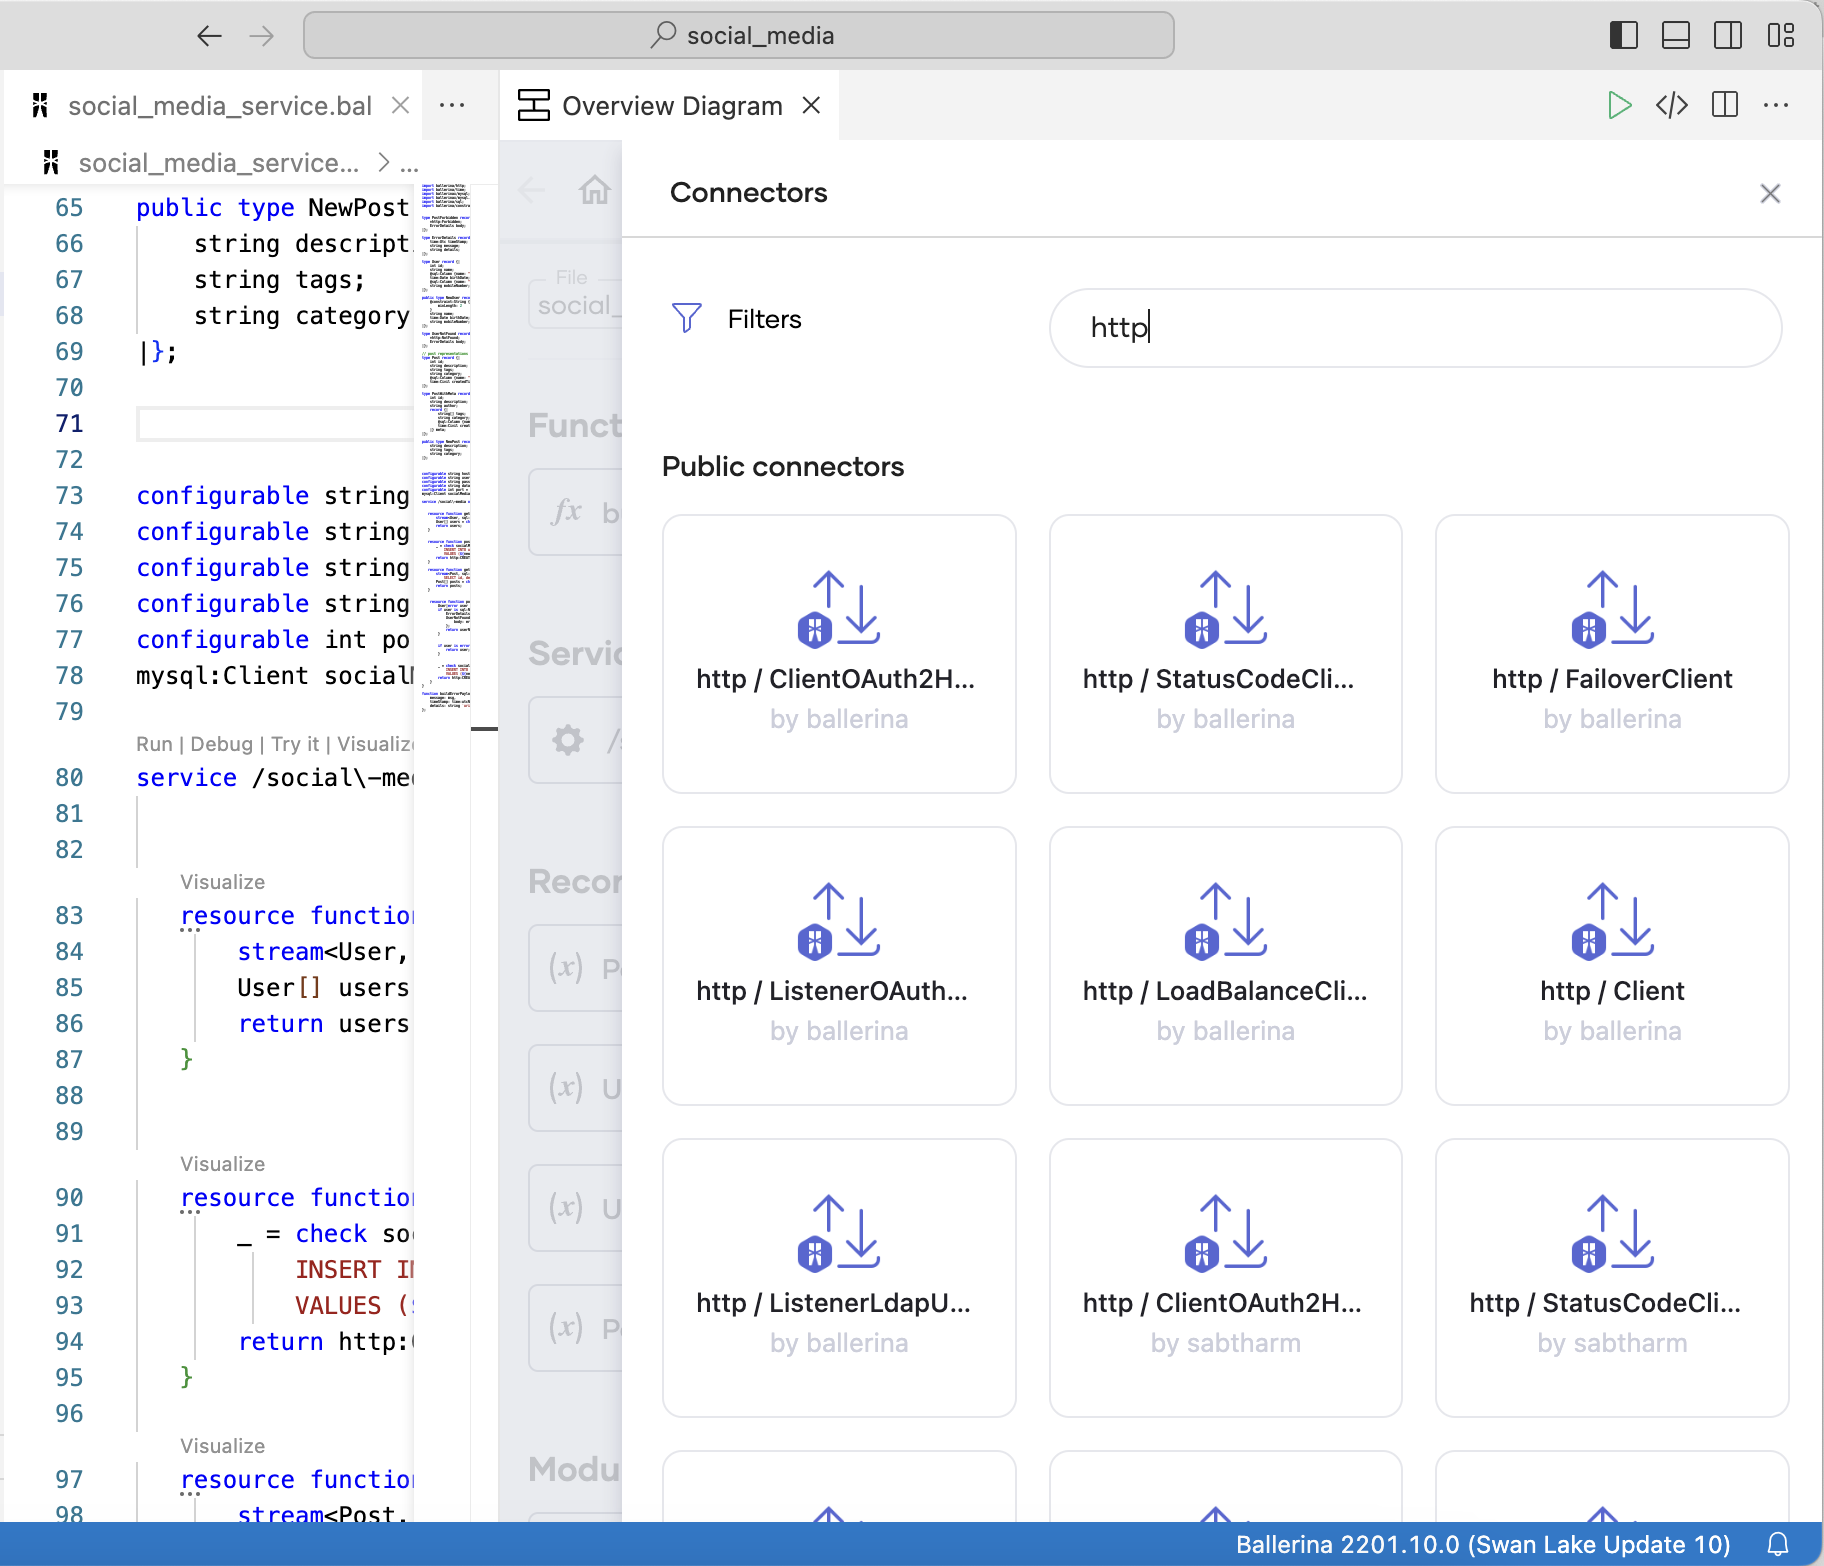 social_media
social_media_service.bal
Overview Diagram
social_media_service... > ...
65 public type NewPost
66 string descript
67 string tags;
68 string category
69 |};
70
71
72
73 configurable string
74 configurable string
75 configurable string
76 configurable string
77 configurable int po
78 mysql:Client social
79
Run | Debug | Try it | Visualize
80 service /social\-me
81
82
Visualize
83 resource function
84 stream<User,
85 User[] users
86 return users
87 }
88
89
Visualize
90 resource function
91 _ = check so
92 INSERT I
93 VALUES (
94 return http:
95 }
96
Visualize
97 resource function
98 stream<Post,
File
social_
Funct
fx b
Servic
/s
Recor
(x) P
(x) U
(x) U
(x) P
Modu
Connectors
Filters
http
Public connectors
http / ClientOAuth2H...
by ballerina
http / StatusCodeCli...
by ballerina
http / FailoverClient
by ballerina
http / ListenerOAuth...
by ballerina
http / LoadBalanceCli...
by ballerina
http / Client
by ballerina
http / ListenerLdapU...
by ballerina
http / ClientOAuth2H...
by sabtharm
http / StatusCodeCli...
by sabtharm
Ballerina 2201.10.0 (Swan Lake Update 10)